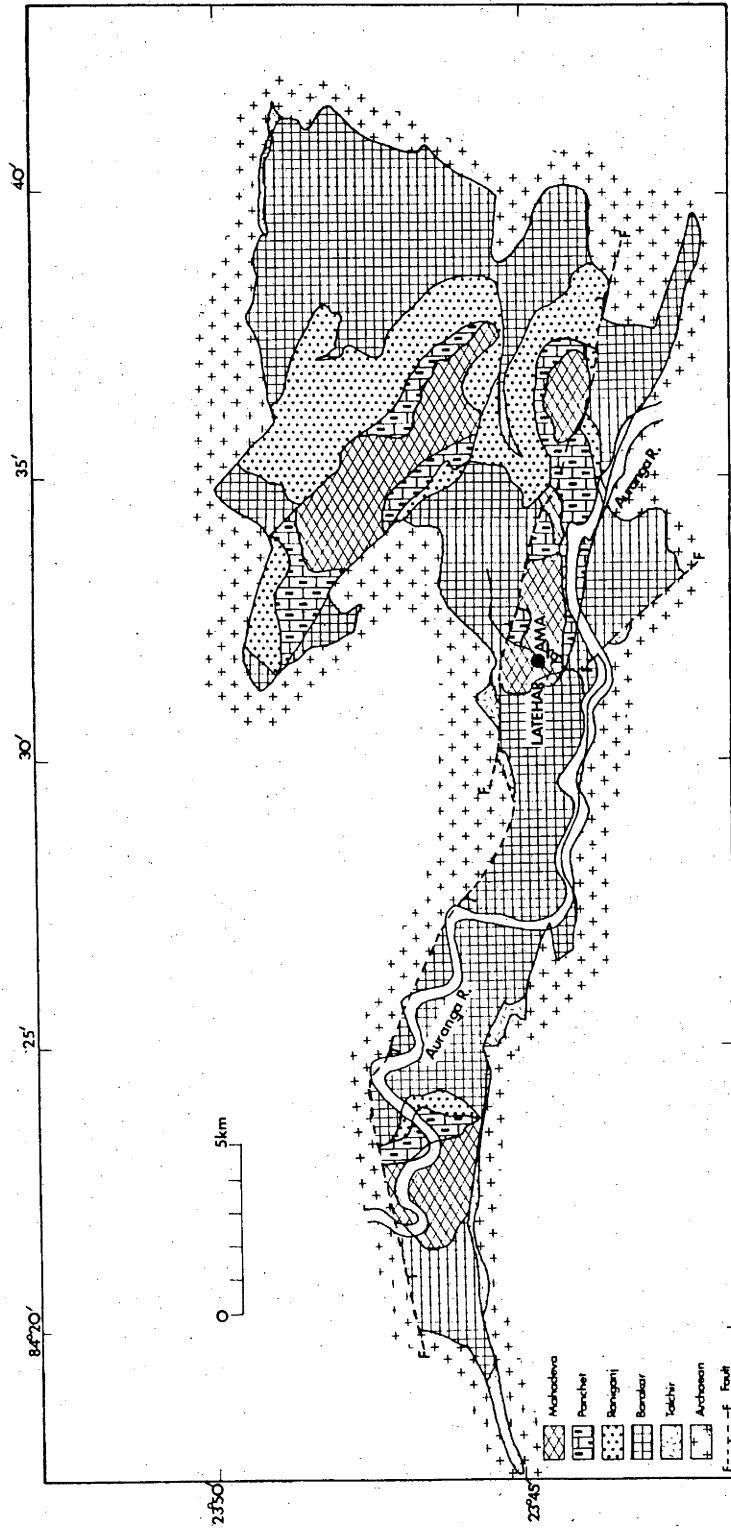 84°20′
25′
30′
35′
40′
23°50′
23°45′
0
5km
Auranga R.
Auranga R.
LATEHAR
AMA
F
F
F
F
F
F
Mahadeva
Panchet
Raniganj
Barakar
Talchir
Archaean
F - - - F Fault